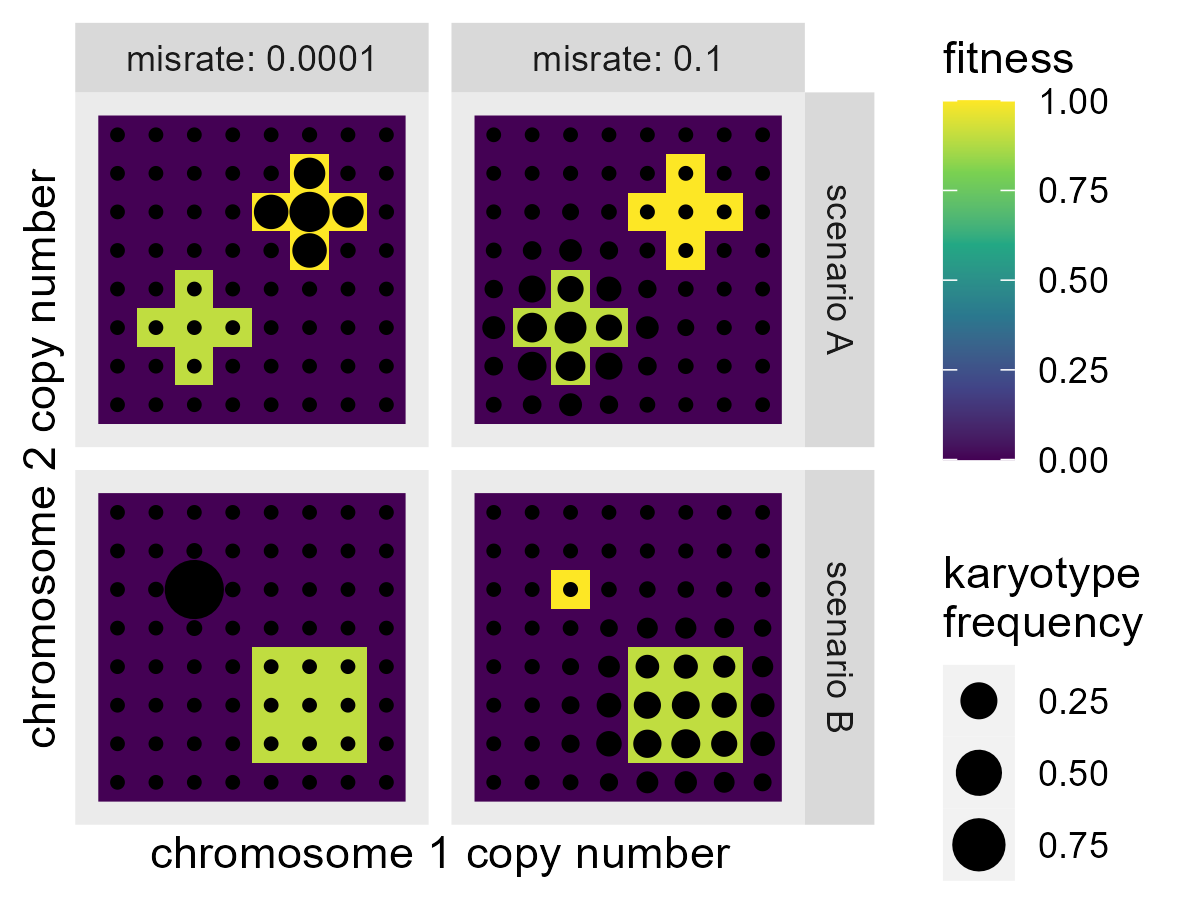 misrate: 0.0001
misrate: 0.1
scenario A
scenario B
chromosome 2 copy number
chromosome 1 copy number
fitness
1.00
0.75
0.50
0.25
0.00
karyotype
frequency
0.25
0.50
0.75